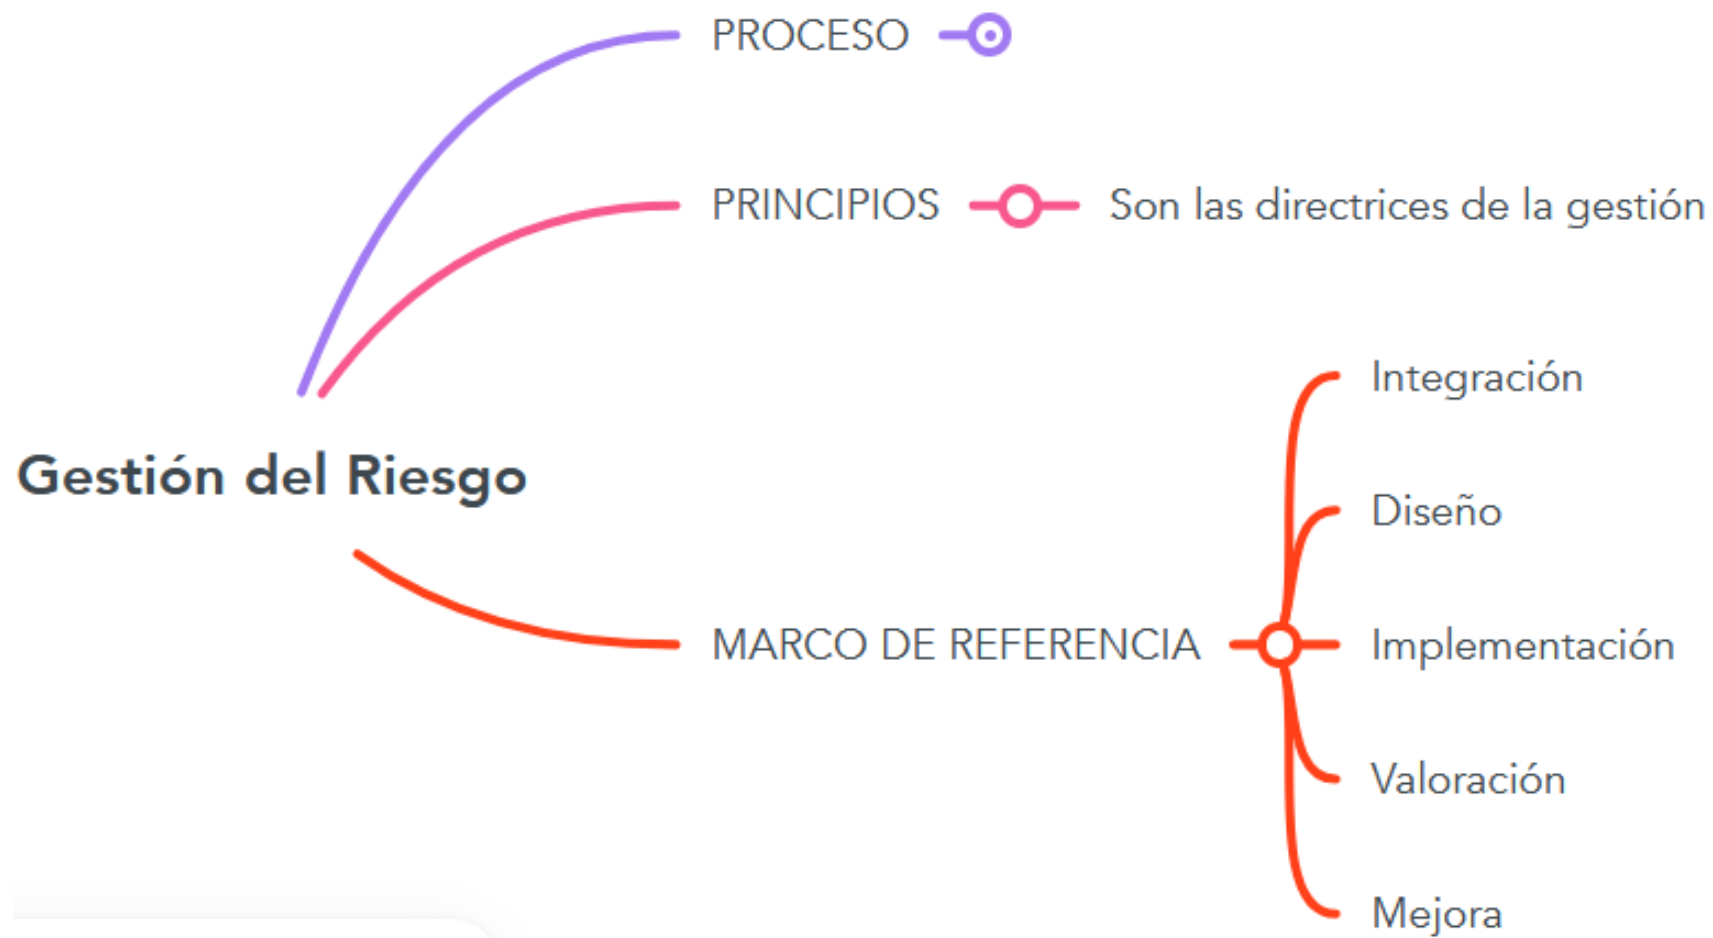 PROCESO
PRINCIPIOS
Son las directrices de la gestión
Gestión del Riesgo
MARCO DE REFERENCIA
Integración
Diseño
Implementación
Valoración
Mejora